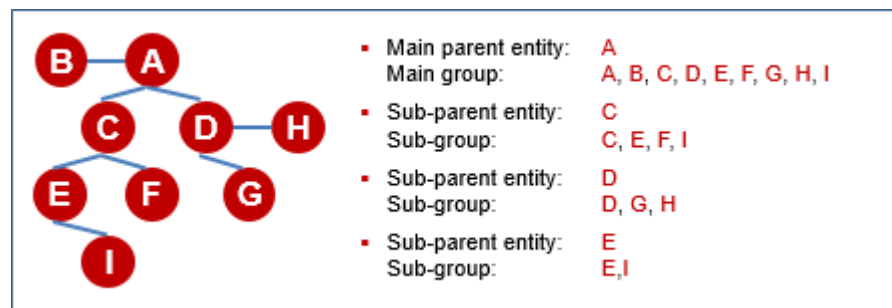 B A
C D H
E F G
I
▪ Main parent entity: A
Main group: A, B, C, D, E, F, G, H, I
▪ Sub-parent entity: C
Sub-group: C, E, F, I
▪ Sub-parent entity: D
Sub-group: D, G, H
▪ Sub-parent entity: E
Sub-group: E,I